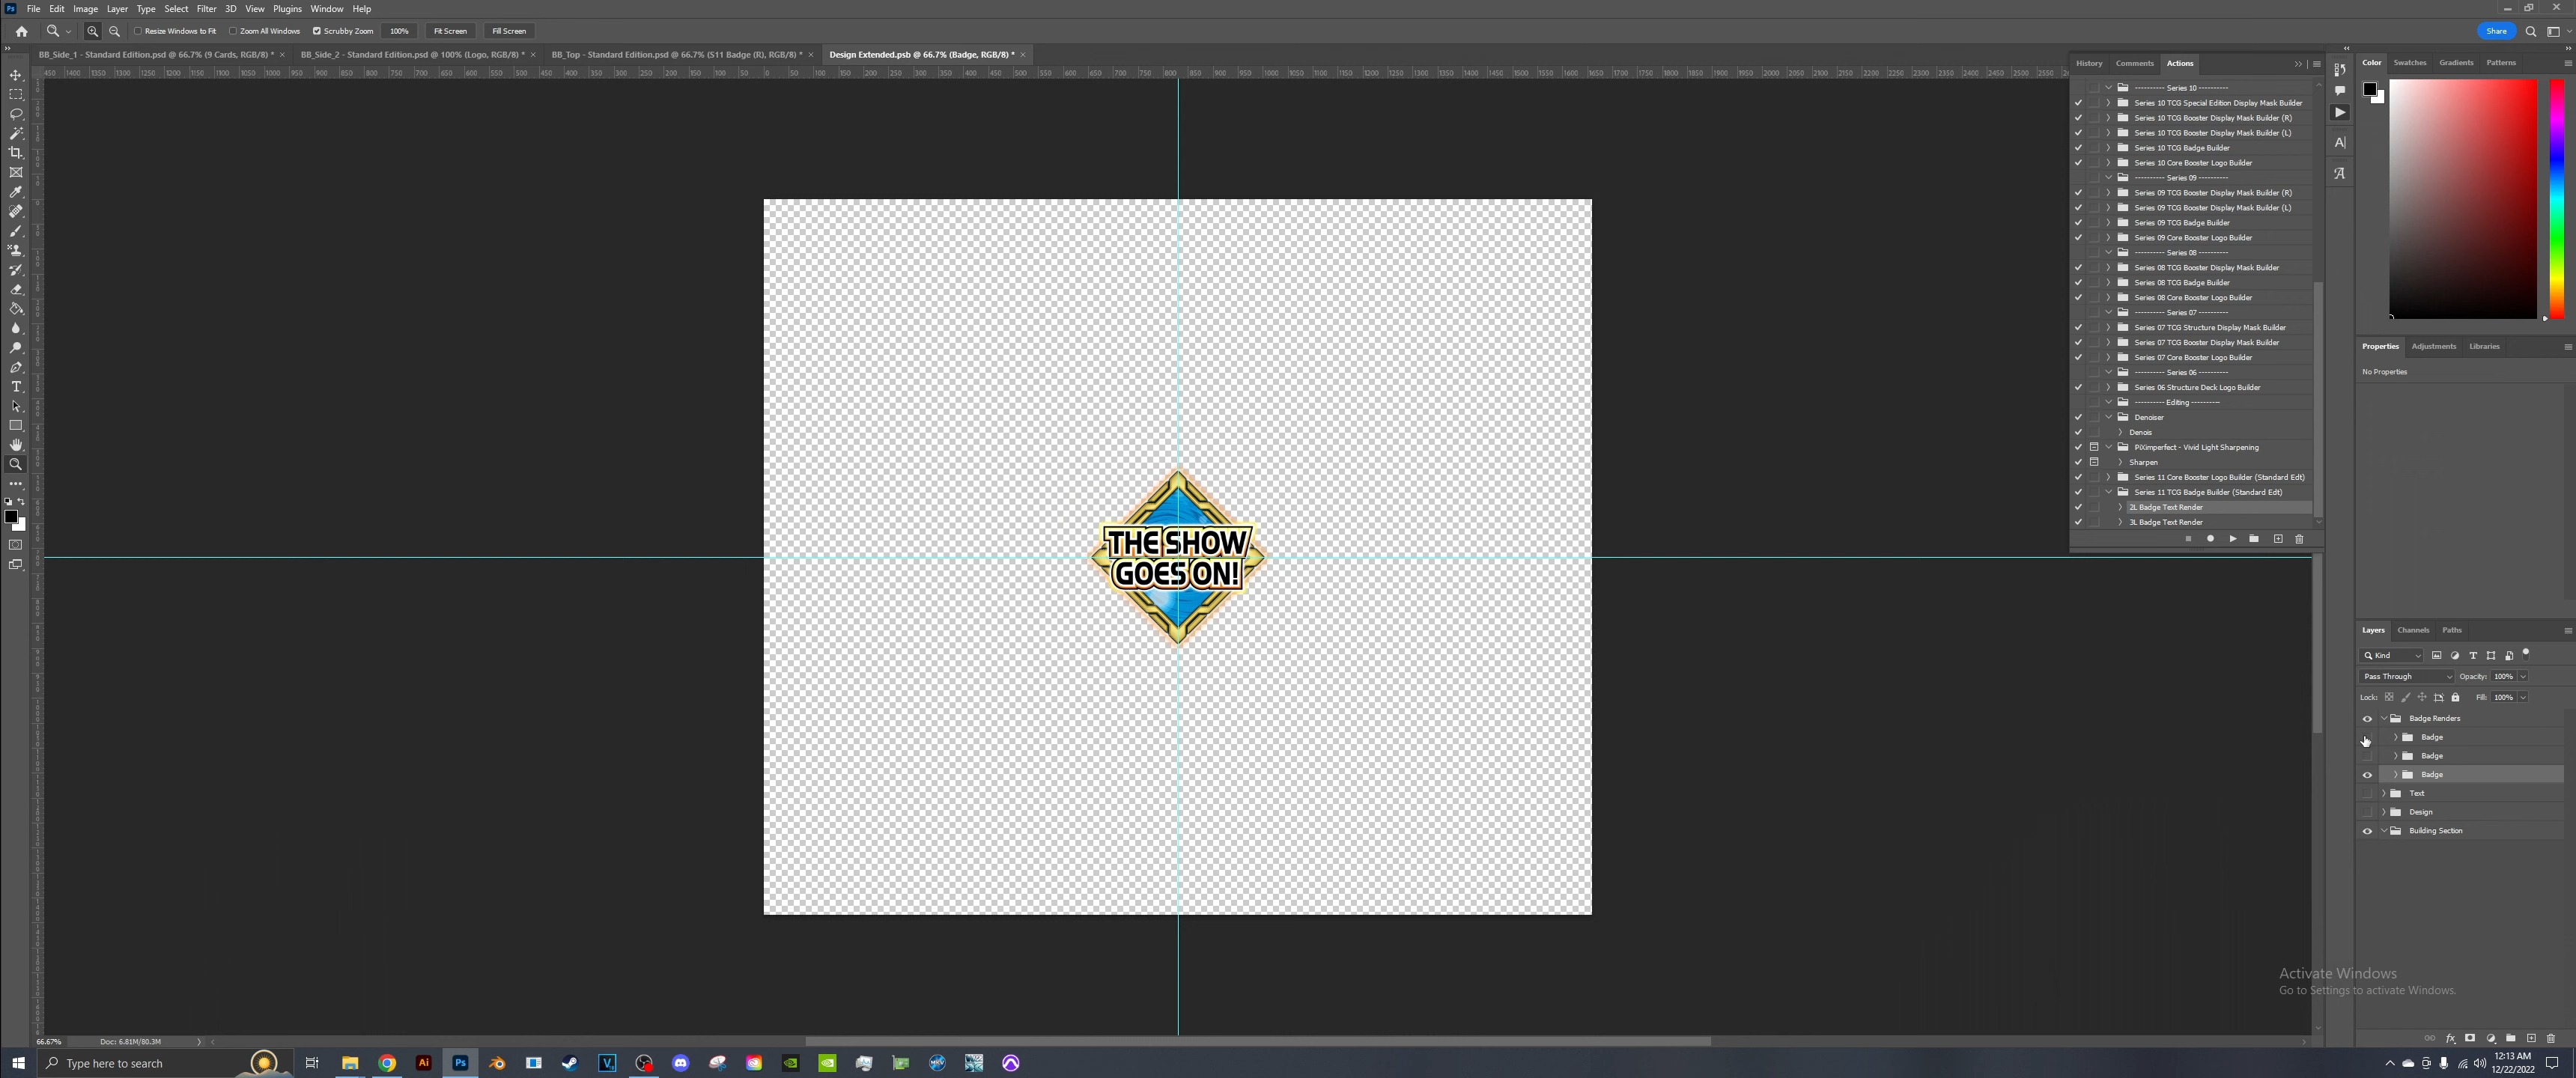 Ps File Edit Image Layer Type Select Filter 3D View Plugins Window Help
Resize Windows to Fit Zoom All Windows Scrubby Zoom 100% Fit Screen Fill Screen Share
BB_Side_1 - Standard Edition.psd @ 66.7% (9 Cards, RGB/8) * × BB_Side_2 - Standard Edition.psd @ 100% (Logo, RGB/8) * × BB_Top - Standard Edition.psd @ 66.7% (S11 Badge (R), RGB/8) * × Design Extended.psb @ 66.7% (Badge, RGB/8) * ×
History Comments Actions
---------- Series 10 ----------
Series 10 TCG Special Edition Display Mask Builder
Series 10 TCG Booster Display Mask Builder (R)
Series 10 TCG Booster Display Mask Builder (L)
Series 10 TCG Badge Builder
Series 10 Core Booster Logo Builder
---------- Series 09 ----------
Series 09 TCG Booster Display Mask Builder (R)
Series 09 TCG Booster Display Mask Builder (L)
Series 09 TCG Badge Builder
Series 09 Core Booster Logo Builder
---------- Series 08 ----------
Series 08 TCG Booster Display Mask Builder
Series 08 TCG Badge Builder
Series 08 Core Booster Logo Builder
---------- Series 07 ----------
Series 07 TCG Structure Display Mask Builder
Series 07 TCG Booster Display Mask Builder
Series 07 Core Booster Logo Builder
---------- Series 06 ----------
Series 06 Structure Deck Logo Builder
---------- Editing ----------
Denoiser
Denois
PiXimperfect - Vivid Light Sharpening
Sharpen
Series 11 Core Booster Logo Builder (Standard Edt)
Series 11 TCG Badge Builder (Standard Edt)
2L Badge Text Render
3L Badge Text Render
Color Swatches Gradients Patterns
Properties Adjustments Libraries
No Properties
THE SHOW
GOES ON!
Layers Channels Paths
Kind
Pass Through Opacity: 100%
Lock: Fill: 100%
Badge Renders
Badge
Badge
Badge
Text
Design
Building Section
Activate Windows
Go to Settings to activate Windows.
66.67% Doc: 6.81M/80.3M
Type here to search Ai Ps
12:13 AM
12/22/2022